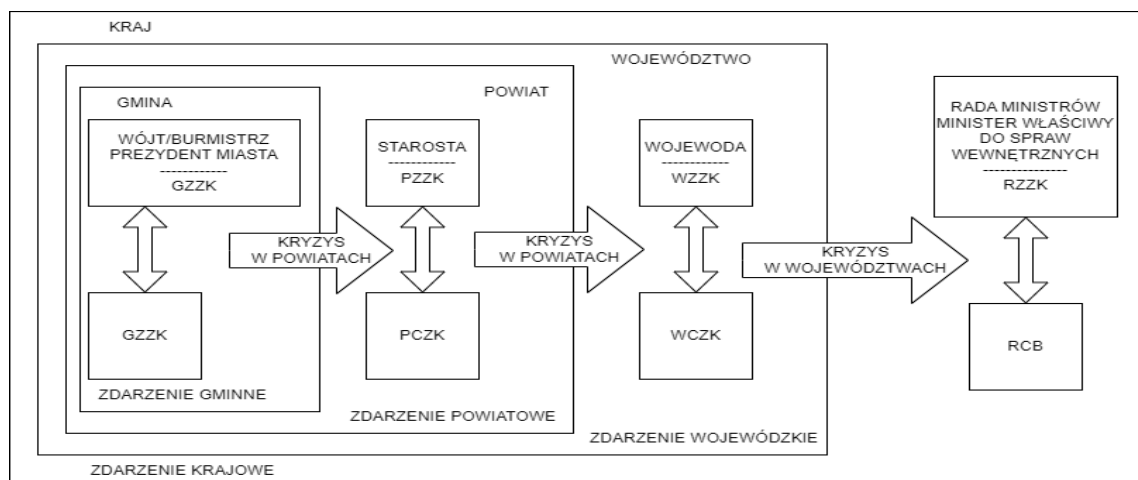 KRAJ
WOJEWÓDZTWO
POWIAT
GMINA
WÓJT/BURMISTRZ
PREZYDENT MIASTA
------------
GZZK
STAROSTA
------------
PZZK
WOJEWODA
------------
WZZK
RADA MINISTRÓW
MINISTER WŁAŚCIWY
DO SPRAW
WEWNĘTRZNYCH
---------------
RZZK
KRYZYS
W POWIATACH
KRYZYS
W POWIATACH
KRYZYS
W WOJEWÓDZTWACH
GZZK
PCZK
WCZK
RCB
ZDARZENIE GMINNE
ZDARZENIE POWIATOWE
ZDARZENIE WOJEWÓDZKIE
ZDARZENIE KRAJOWE